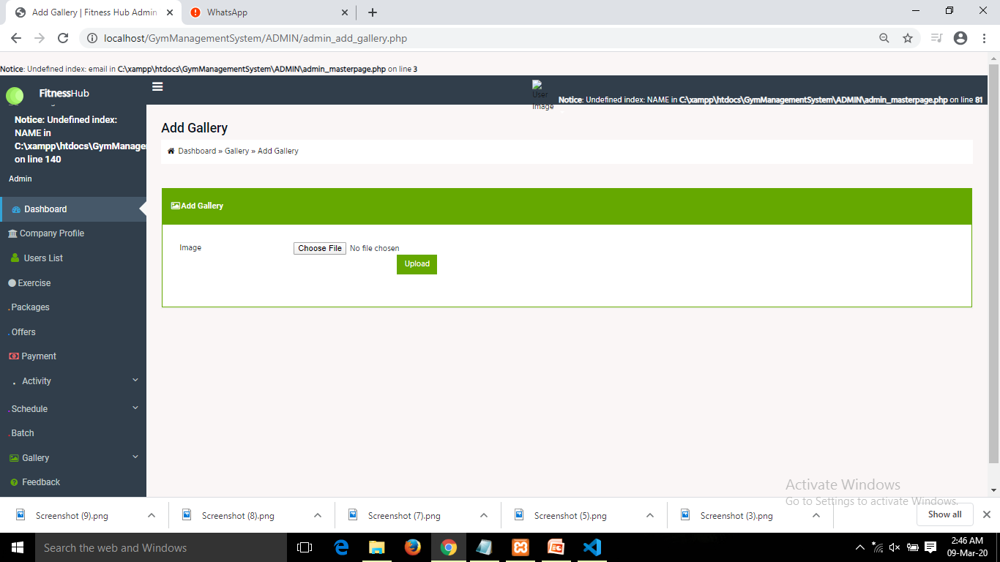 Add Gallery | Fitness Hub Admin
WhatsApp
localhost/GymManagementSystem/ADMIN/admin_add_gallery.php
Notice: Undefined index: email in C:\xampp\htdocs\GymManagementSystem\ADMIN\admin_masterpage.php on line 3
FitnessHub
User
Image
Notice: Undefined index: NAME in C:\xampp\htdocs\GymManagementSystem\ADMIN\admin_masterpage.php on line 81
Notice: Undefined index:
NAME in
C:\xampp\htdocs\GymManage
on line 140
Admin
Dashboard
Company Profile
Users List
Exercise
Packages
Offers
Payment
Activity
Schedule
Batch
Gallery
Feedback
Add Gallery
Dashboard » Gallery » Add Gallery
Add Gallery
Image
Choose File No file chosen
Upload
Activate Windows
Go to Settings to activate Windows.
Screenshot (9).png
Screenshot (8).png
Screenshot (7).png
Screenshot (5).png
Screenshot (3).png
Show all
Search the web and Windows
2:46 AM
09-Mar-20